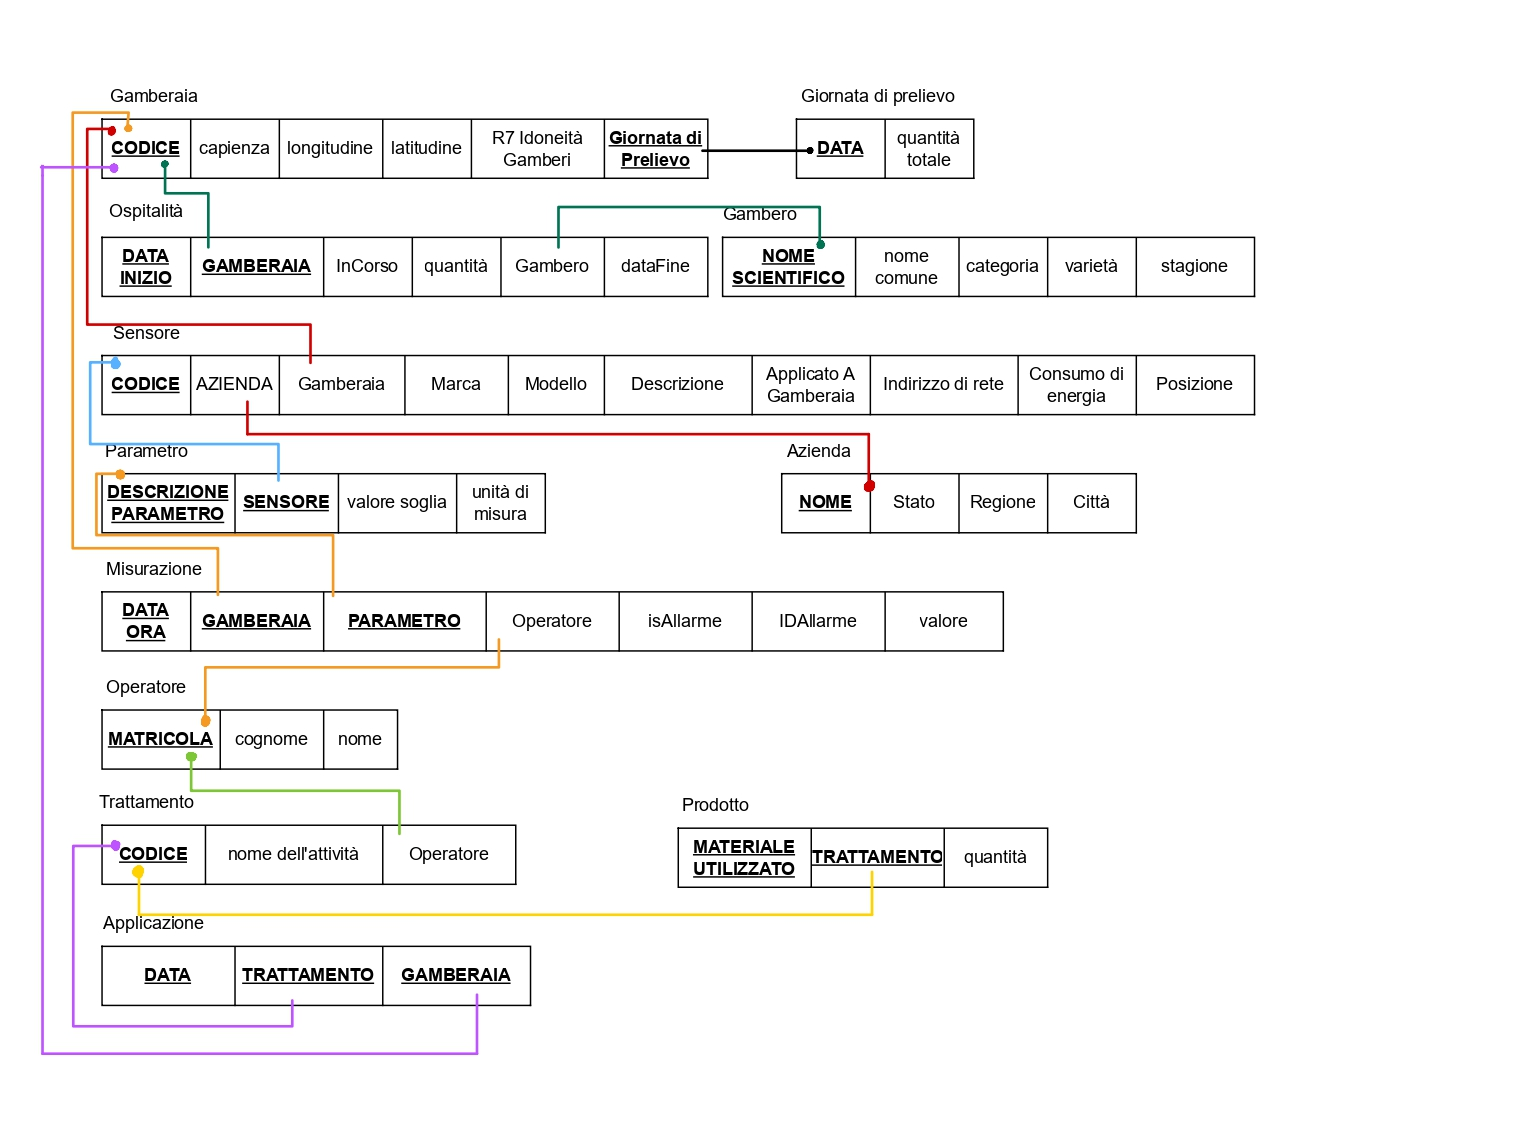 Gamberaia
Giornata di prelievo
CODICE
capienza
longitudine
latitudine
R7 Idoneità
Gamberi
Giornata di
Prelievo
DATA
quantità
totale
Ospitalità
Gambero
DATA
INIZIO
GAMBERAIA
InCorso
quantità
Gambero
dataFine
NOME
SCIENTIFICO
nome
comune
categoria
varietà
stagione
Sensore
CODICE
AZIENDA
Gamberaia
Marca
Modello
Descrizione
Applicato A
Gamberaia
Indirizzo di rete
Consumo di
energia
Posizione
Parametro
Azienda
DESCRIZIONE
PARAMETRO
SENSORE
valore soglia
unità di
misura
NOME
Stato
Regione
Città
Misurazione
DATA
ORA
GAMBERAIA
PARAMETRO
Operatore
isAllarme
IDAllarme
valore
Operatore
MATRICOLA
cognome
nome
Trattamento
Prodotto
CODICE
nome dell'attività
Operatore
MATERIALE
UTILIZZATO
TRATTAMENTO
quantità
Applicazione
DATA
TRATTAMENTO
GAMBERAIA